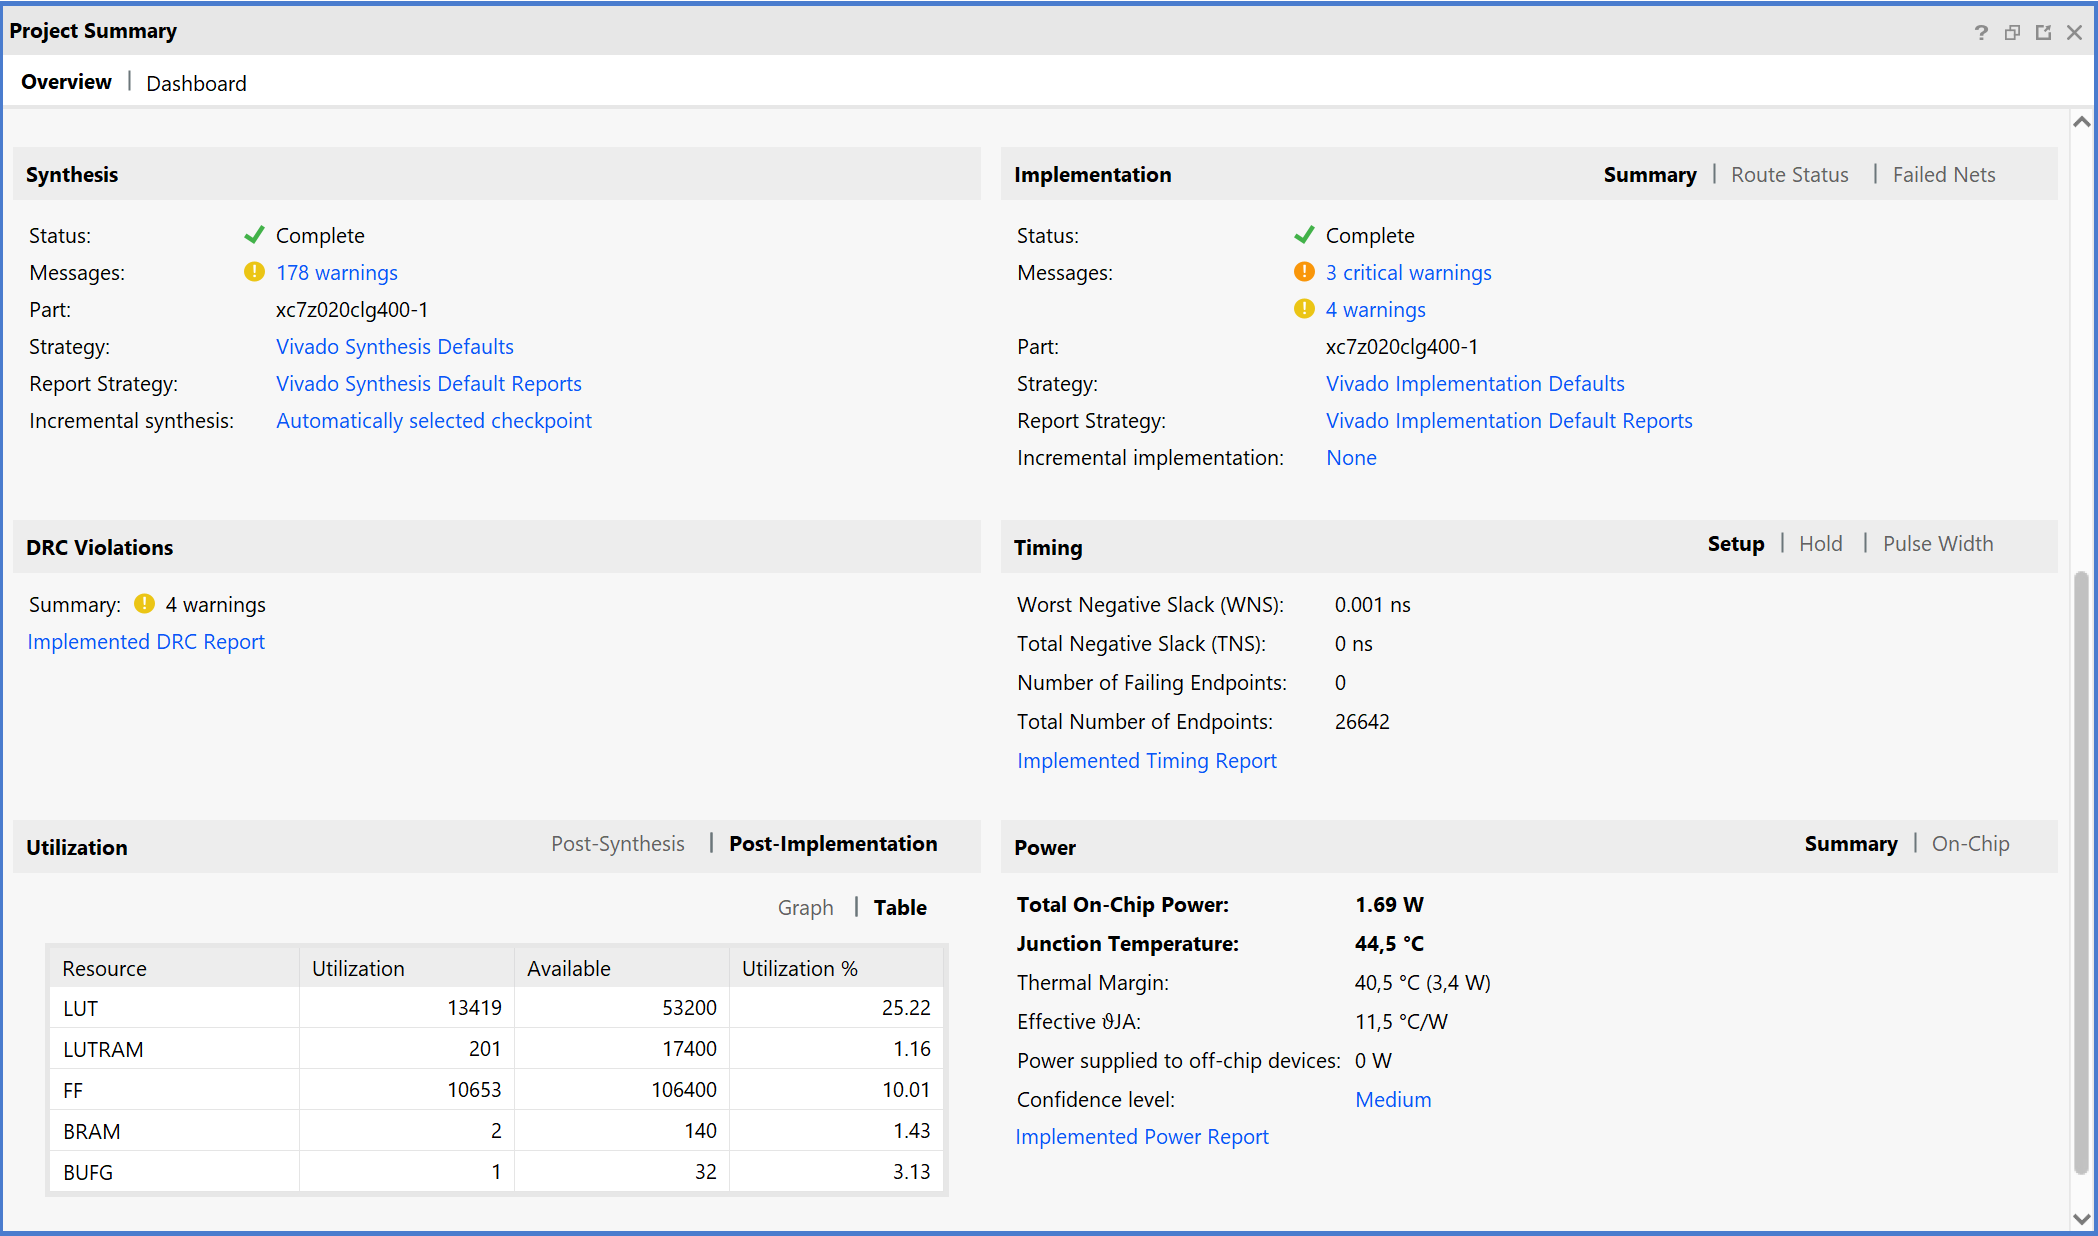 Project Summary
Overview | Dashboard
Synthesis
Status: Complete
Messages: 178 warnings
Part: xc7z020clg400-1
Strategy: Vivado Synthesis Defaults
Report Strategy: Vivado Synthesis Default Reports
Incremental synthesis: Automatically selected checkpoint
Implementation Summary | Route Status | Failed Nets
Status: Complete
Messages: 3 critical warnings
4 warnings
Part: xc7z020clg400-1
Strategy: Vivado Implementation Defaults
Report Strategy: Vivado Implementation Default Reports
Incremental implementation: None
DRC Violations
Summary: 4 warnings
Implemented DRC Report
Timing Setup | Hold | Pulse Width
Worst Negative Slack (WNS): 0.001 ns
Total Negative Slack (TNS): 0 ns
Number of Failing Endpoints: 0
Total Number of Endpoints: 26642
Implemented Timing Report
Utilization Post-Synthesis | Post-Implementation
Graph | Table
Resource Utilization Available Utilization %
LUT 13419 53200 25.22
LUTRAM 201 17400 1.16
FF 10653 106400 10.01
BRAM 2 140 1.43
BUFG 1 32 3.13
Power Summary | On-Chip
Total On-Chip Power: 1.69 W
Junction Temperature: 44,5 °C
Thermal Margin: 40,5 °C (3,4 W)
Effective ϑJA: 11,5 °C/W
Power supplied to off-chip devices: 0 W
Confidence level: Medium
Implemented Power Report